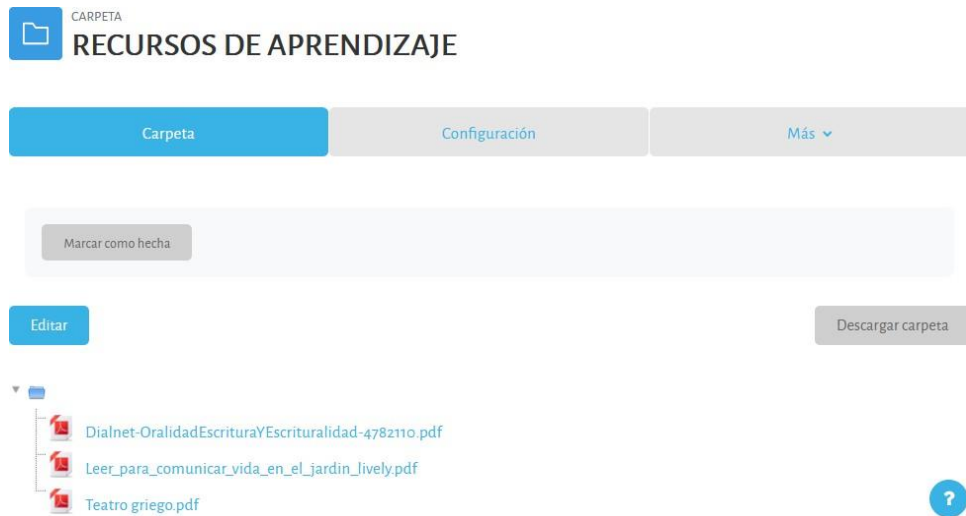 CARPETA
RECURSOS DE APRENDIZAJE
Carpeta
Configuración
Más
Marcar como hecha
Editar
Descargar carpeta
Dialnet-OralidadEscrituraYEscrituralidad-4782110.pdf
Leer_para_comunicar_vida_en_el_jardin_lively.pdf
Teatro griego.pdf
?